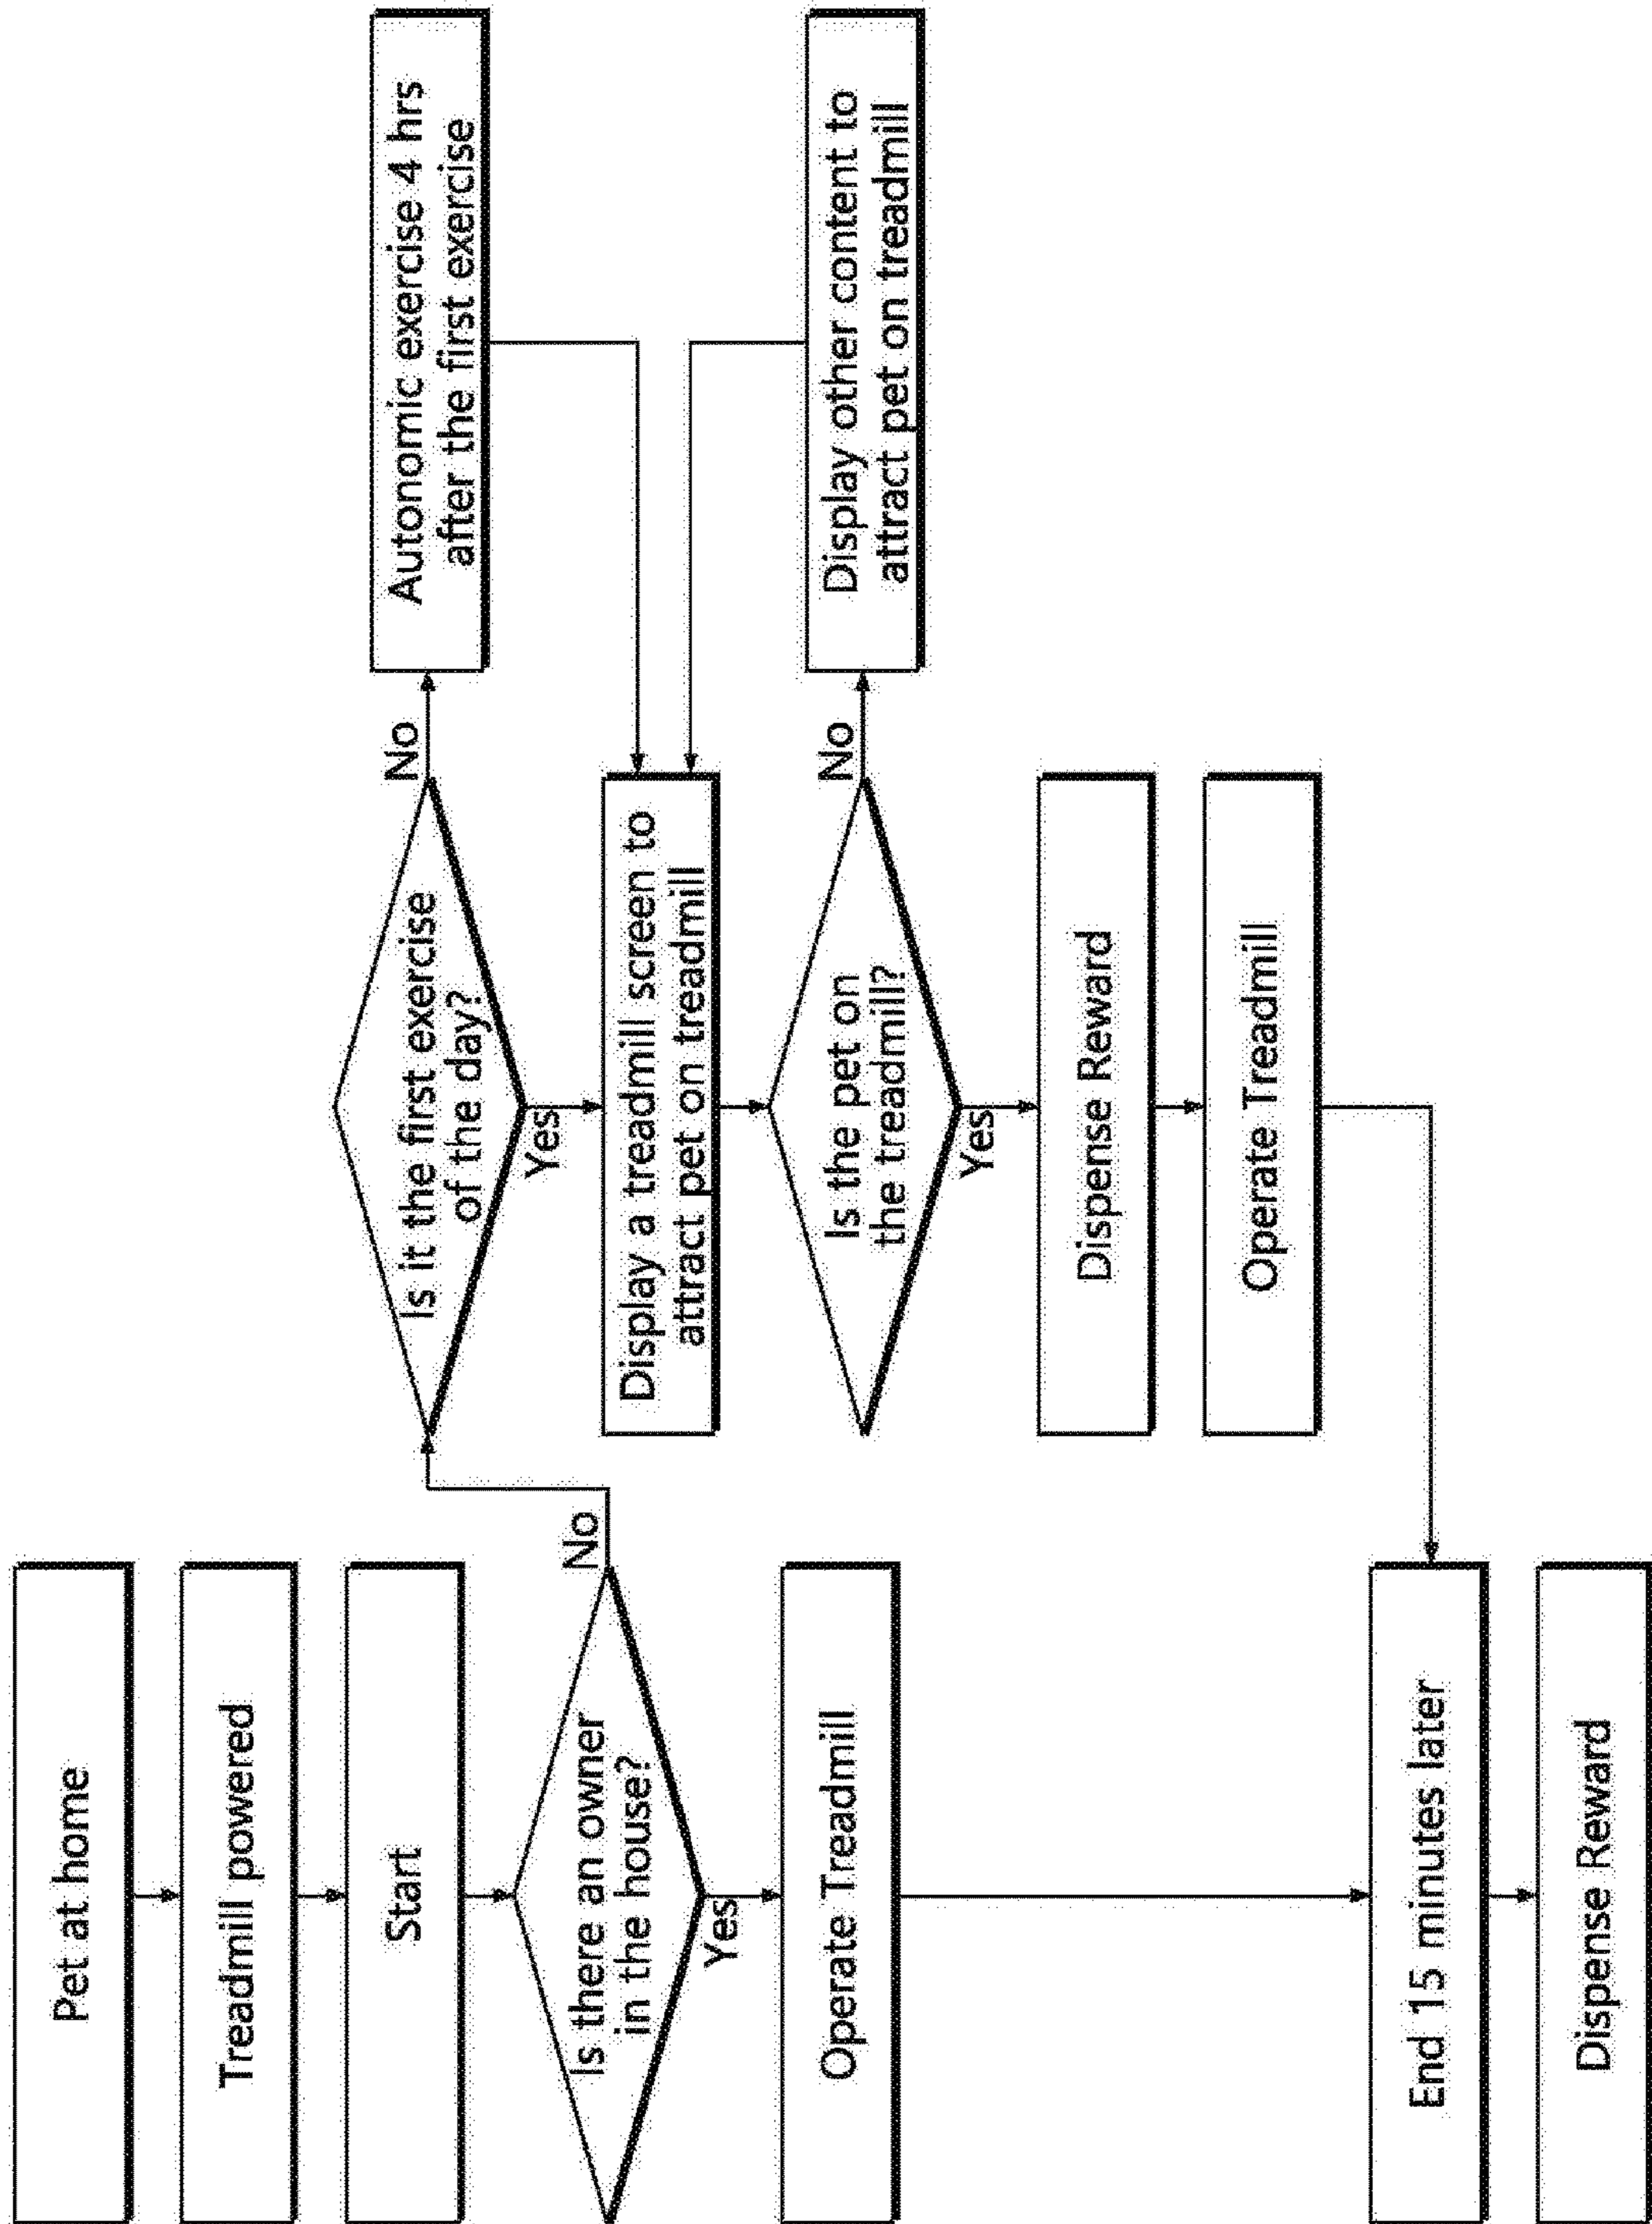 Pet at home
Treadmill powered
Start
Is there an owner
in the house?
No
Yes
Operate Treadmill
End 15 minutes later
Dispense Reward
Is it the first exercise
of the day?
No
Yes
Display a treadmill screen to
attract pet on treadmill
Is the pet on
the treadmill?
No
Yes
Dispense Reward
Operate Treadmill
Autonomic exercise 4 hrs
after the first exercise
Display other content to
attract pet on treadmill